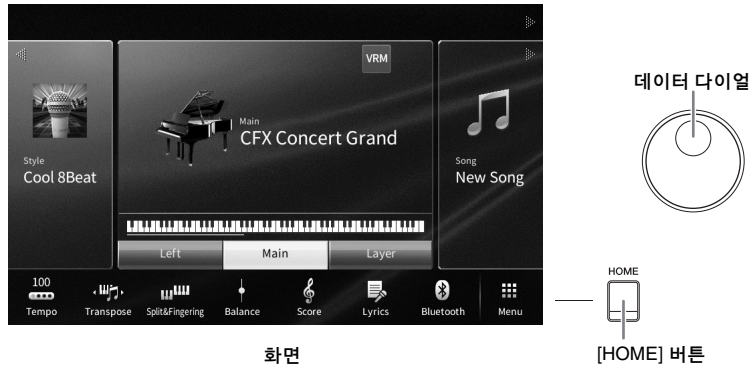 VRM
데이터 다이얼
Main
CFX Concert Grand
Style
Cool 8Beat
Song
New Song
Left
Main
Layer
HOME
100
Tempo
Transpose
Split&Fingering
Balance
Score
Lyrics
Bluetooth
Menu
화면
[HOME] 버튼